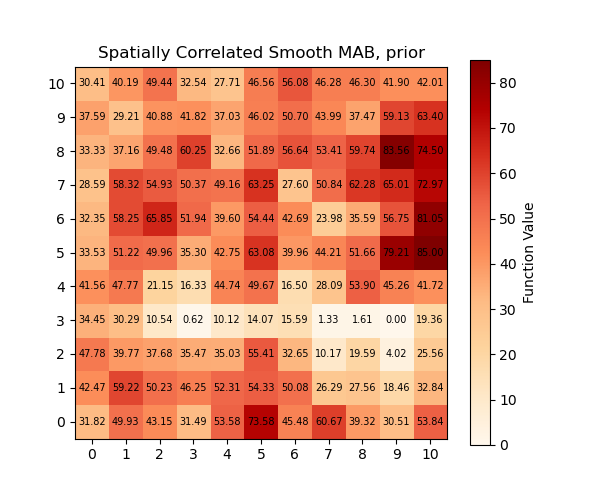 Spatially Correlated Smooth MAB, prior
10 30.41 40.19 49.44 32.54 27.71 46.56 56.08 46.28 46.30 41.90 42.01
9 37.59 29.21 40.88 41.82 37.03 46.02 50.70 43.99 37.47 59.13 63.40
8 33.33 37.16 49.48 60.25 32.66 51.89 56.64 53.41 59.74 83.56 74.50
7 28.59 58.32 54.93 50.37 49.16 63.25 27.60 50.84 62.28 65.01 72.97
6 32.35 58.25 65.85 51.94 39.60 54.44 42.69 23.98 35.59 56.75 81.05
5 33.53 51.22 49.96 35.30 42.75 63.08 39.96 44.21 51.66 79.21 85.00
4 41.56 47.77 21.15 16.33 44.74 49.67 16.50 28.09 53.90 45.26 41.72
3 34.45 30.29 10.54 0.62 10.12 14.07 15.59 1.33 1.61 0.00 19.36
2 47.78 39.77 37.68 35.47 35.03 55.41 32.65 10.17 19.59 4.02 25.56
1 42.47 59.22 50.23 46.25 52.31 54.33 50.08 26.29 27.56 18.46 32.84
0 31.82 49.93 43.15 31.49 53.58 73.58 45.48 60.67 39.32 30.51 53.84
0 1 2 3 4 5 6 7 8 9 10
80
70
60
50
40
30
20
10
0
Function Value